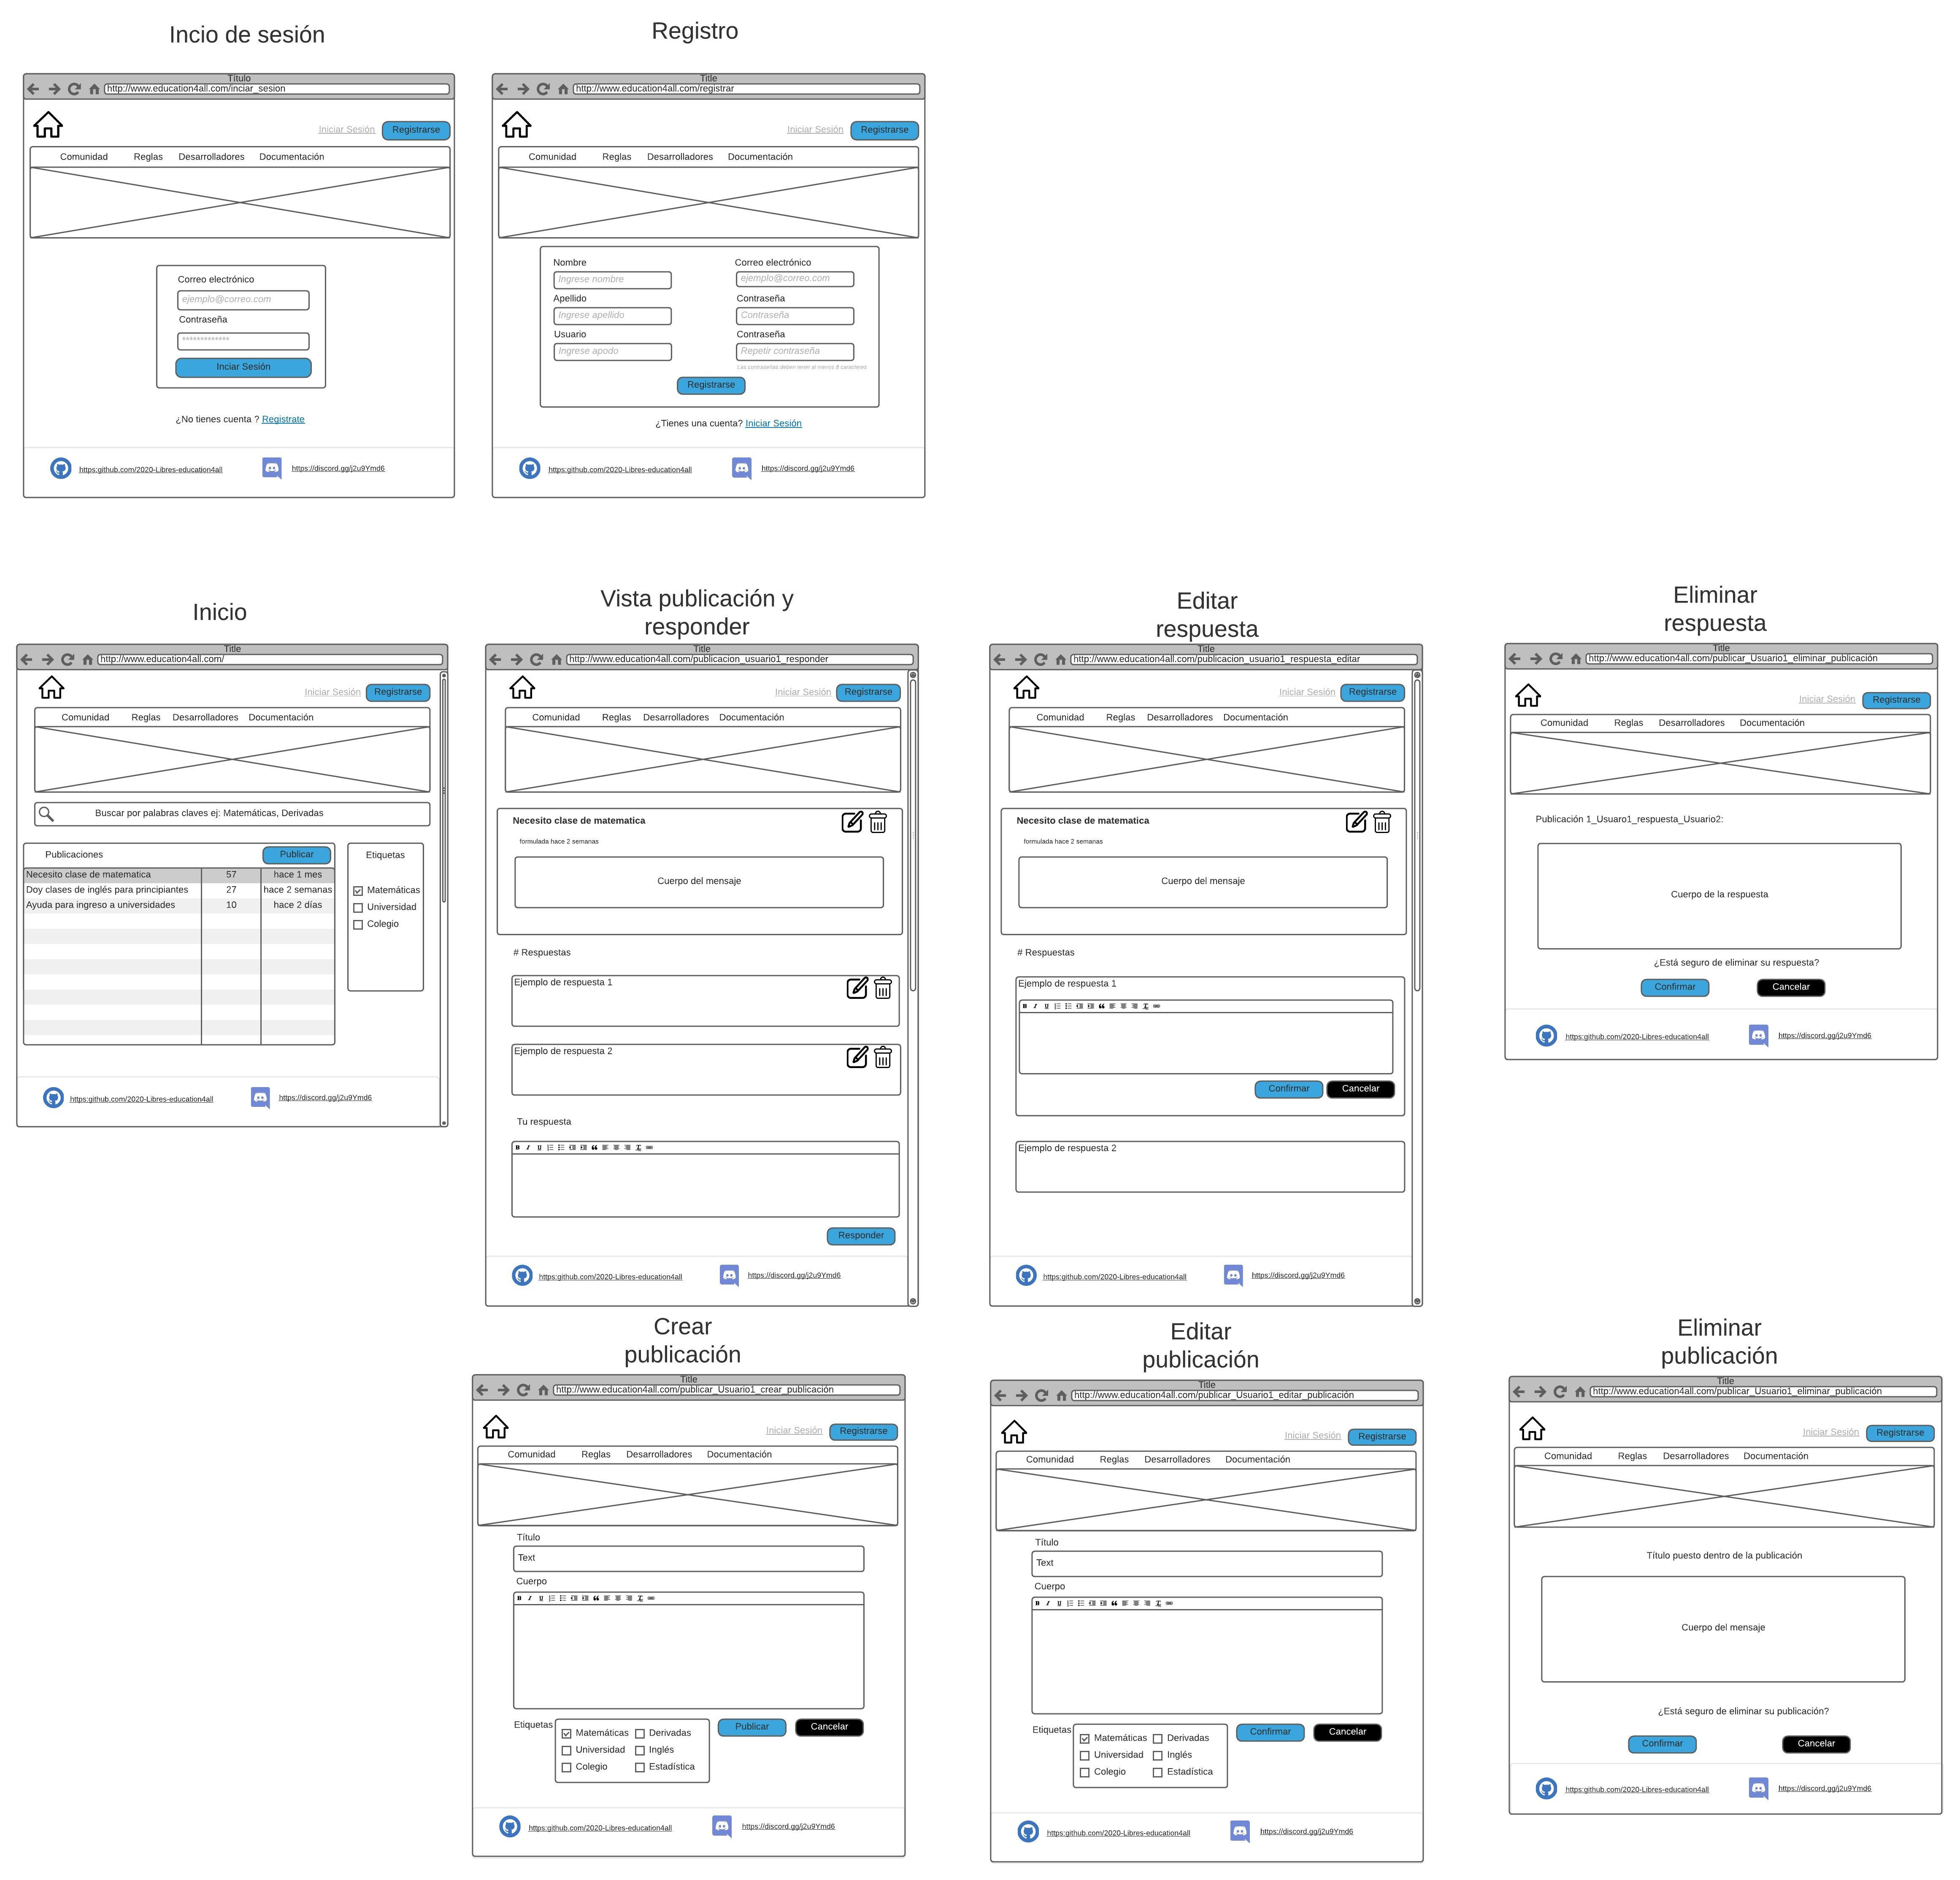 Incio de sesión
Título
http://www.education4all.com/inciar_sesion
Iniciar Sesión
Registrarse
Comunidad Reglas Desarrolladores Documentación
Correo electrónico
ejemplo@correo.com
Contraseña
*************
Inciar Sesión
¿No tienes cuenta ? Registrate
https:github.com/2020-Libres-education4all
https://discord.gg/j2u9Ymd6
Registro
Title
http://www.education4all.com/registrar
Iniciar Sesión
Registrarse
Comunidad Reglas Desarrolladores Documentación
Nombre
Ingrese nombre
Apellido
Ingrese apellido
Usuario
Ingrese apodo
Correo electrónico
ejemplo@correo.com
Contraseña
Contraseña
Contraseña
Repetir contraseña
Las contraseñas deben tener al menos 8 caracteres
Registrarse
¿Tienes una cuenta? Iniciar Sesión
https:github.com/2020-Libres-education4all
https://discord.gg/j2u9Ymd6
Inicio
Title
http://www.education4all.com/
Iniciar Sesión
Registrarse
Comunidad Reglas Desarrolladores Documentación
Buscar por palabras claves ej: Matemáticas, Derivadas
Publicaciones
Publicar
Necesito clase de matematica 57 hace 1 mes
Doy clases de inglés para principiantes 27 hace 2 semanas
Ayuda para ingreso a universidades 10 hace 2 días
Etiquetas
Matemáticas
Universidad
Colegio
https:github.com/2020-Libres-education4all
https://discord.gg/j2u9Ymd6
Vista publicación y
responder
Title
http://www.education4all.com/publicacion_usuario1_responder
Iniciar Sesión
Registrarse
Comunidad Reglas Desarrolladores Documentación
Necesito clase de matematica
formulada hace 2 semanas
Cuerpo del mensaje
# Respuestas
Ejemplo de respuesta 1
Ejemplo de respuesta 2
Tu respuesta
B I U
Responder
https:github.com/2020-Libres-education4all
https://discord.gg/j2u9Ymd6
Editar
respuesta
Title
http://www.education4all.com/publicacion_usuario1_respuesta_editar
Iniciar Sesión
Registrarse
Comunidad Reglas Desarrolladores Documentación
Necesito clase de matematica
formulada hace 2 semanas
Cuerpo del mensaje
# Respuestas
Ejemplo de respuesta 1
B I U
Confirmar
Cancelar
Ejemplo de respuesta 2
https:github.com/2020-Libres-education4all
https://discord.gg/j2u9Ymd6
Eliminar
respuesta
Title
http://www.education4all.com/publicar_Usuario1_eliminar_publicación
Iniciar Sesión
Registrarse
Comunidad Reglas Desarrolladores Documentación
Publicación 1_Usuaro1_respuesta_Usuario2:
Cuerpo de la respuesta
¿Está seguro de eliminar su respuesta?
Confirmar
Cancelar
https:github.com/2020-Libres-education4all
https://discord.gg/j2u9Ymd6
Crear
publicación
Title
http://www.education4all.com/publicar_Usuario1_crear_publicación
Iniciar Sesión
Registrarse
Comunidad Reglas Desarrolladores Documentación
Título
Text
Cuerpo
B I U
Etiquetas
Matemáticas Derivadas
Universidad Inglés
Colegio Estadística
Publicar
Cancelar
https:github.com/2020-Libres-education4all
https://discord.gg/j2u9Ymd6
Editar
publicación
Title
http://www.education4all.com/publicar_Usuario1_editar_publicación
Iniciar Sesión
Registrarse
Comunidad Reglas Desarrolladores Documentación
Título
Text
Cuerpo
B I U
Etiquetas
Matemáticas Derivadas
Universidad Inglés
Colegio Estadística
Confirmar
Cancelar
https:github.com/2020-Libres-education4all
https://discord.gg/j2u9Ymd6
Eliminar
publicación
Title
http://www.education4all.com/publicar_Usuario1_eliminar_publicación
Iniciar Sesión
Registrarse
Comunidad Reglas Desarrolladores Documentación
Título puesto dentro de la publicación
Cuerpo del mensaje
¿Está seguro de eliminar su publicación?
Confirmar
Cancelar
https:github.com/2020-Libres-education4all
https://discord.gg/j2u9Ymd6